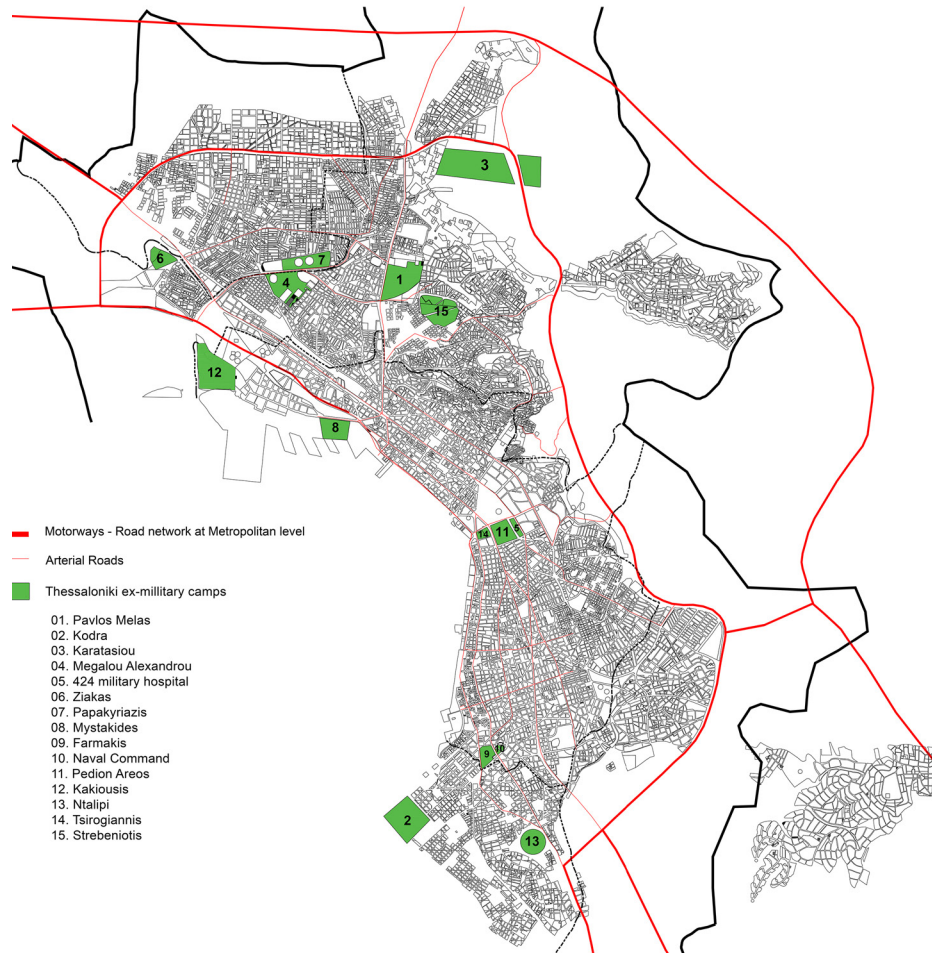 3
6
7
4
1
15
12
8
14
11
5
Motorways - Road network at Metropolitan level
Arterial Roads
Thessaloniki ex-millitary camps
01. Pavlos Melas
02. Kodra
03. Karatasiou
04. Megalou Alexandrou
05. 424 military hospital
06. Ziakas
07. Papakyriazis
08. Mystakides
09. Farmakis
10. Naval Command
11. Pedion Areos
12. Kakiousis
13. Ntalipi
14. Tsirogiannis
15. Strebeniotis
9
10
2
13